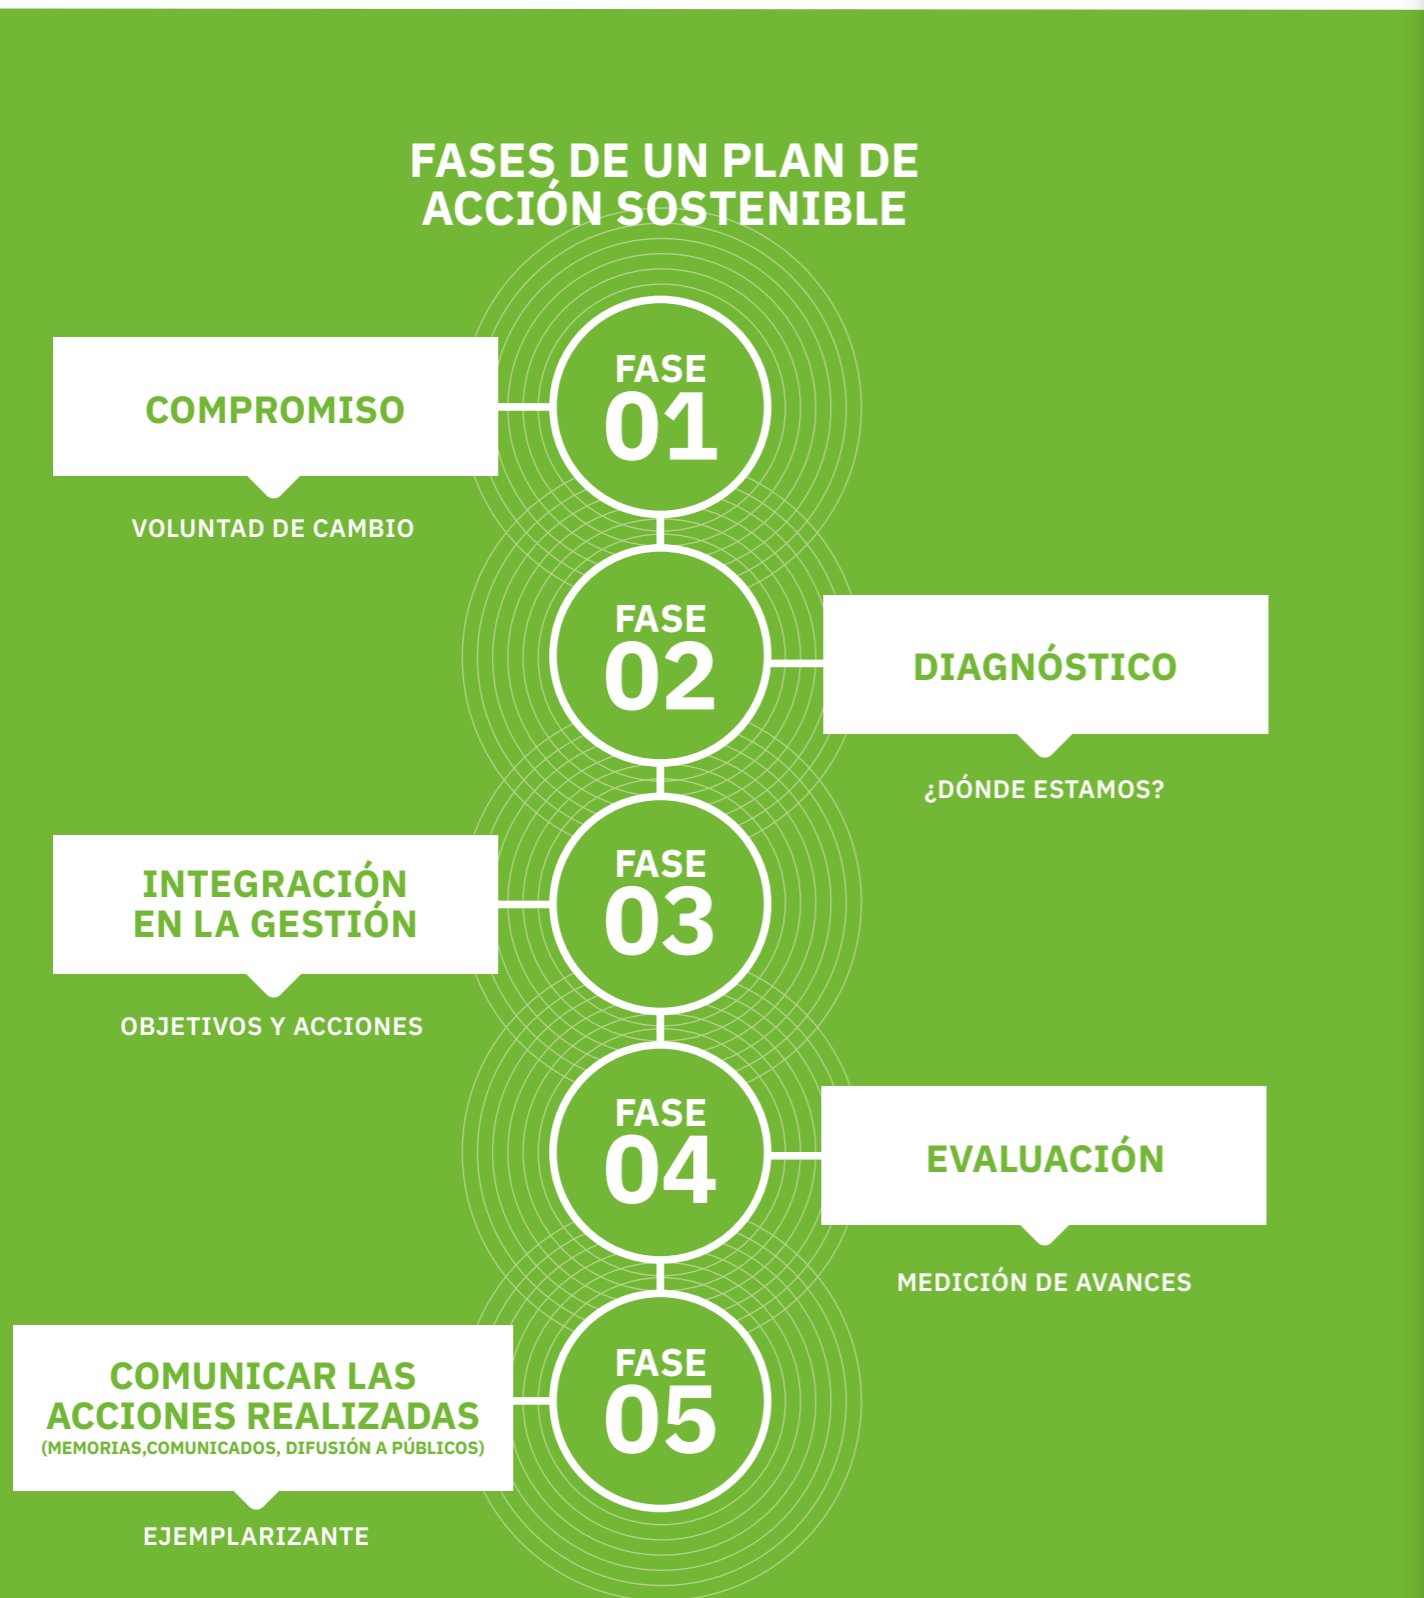 FASES DE UN PLAN DE
ACCIÓN SOSTENIBLE
FASE
01
COMPROMISO
VOLUNTAD DE CAMBIO
FASE
02
DIAGNÓSTICO
¿DÓNDE ESTAMOS?
FASE
03
INTEGRACIÓN
EN LA GESTIÓN
OBJETIVOS Y ACCIONES
FASE
04
EVALUACIÓN
MEDICIÓN DE AVANCES
FASE
05
COMUNICAR LAS
ACCIONES REALIZADAS
(MEMORIAS,COMUNICADOS, DIFUSIÓN A PÚBLICOS)
EJEMPLARIZANTE